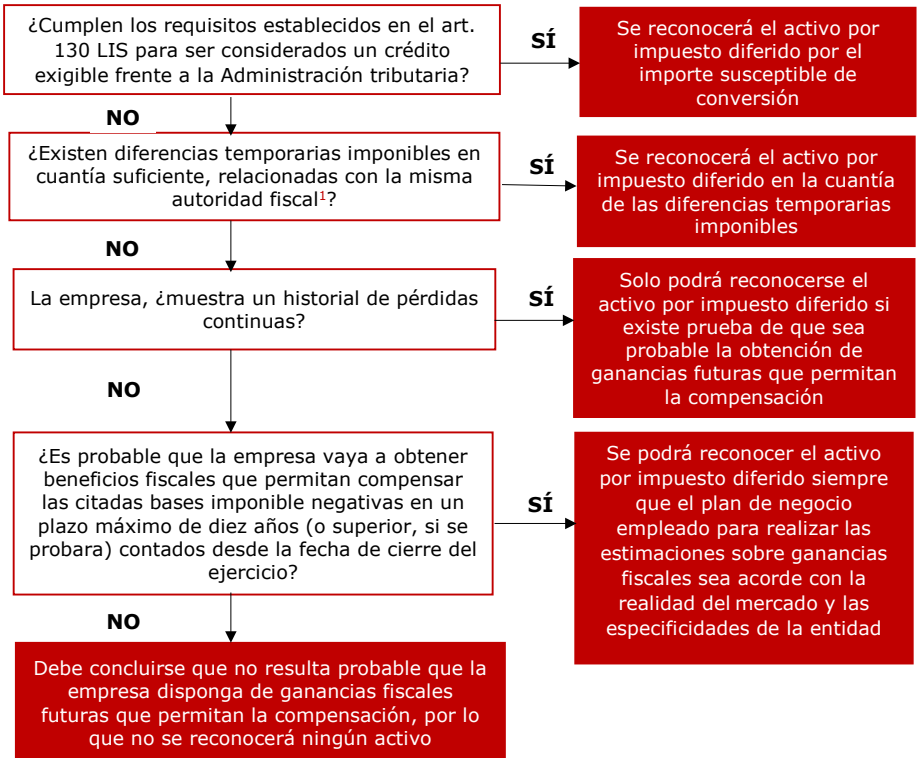 ¿Cumplen los requisitos establecidos en el art.
130 LIS para ser considerados un crédito
exigible frente a la Administración tributaria?
SÍ
Se reconocerá el activo por
impuesto diferido por el
importe susceptible de
conversión
NO
¿Existen diferencias temporarias imponibles en
cuantía suficiente, relacionadas con la misma
autoridad fiscal¹?
SÍ
Se reconocerá el activo por
impuesto diferido en la cuantía
de las diferencias temporarias
imponibles
NO
La empresa, ¿muestra un historial de pérdidas
continuas?
SÍ
Solo podrá reconocerse el
activo por impuesto diferido si
existe prueba de que sea
probable la obtención de
ganancias futuras que permitan
la compensación
NO
¿Es probable que la empresa vaya a obtener
beneficios fiscales que permitan compensar
las citadas bases imponible negativas en un
plazo máximo de diez años (o superior, si se
probara) contados desde la fecha de cierre del
ejercicio?
SÍ
Se podrá reconocer el activo
por impuesto diferido siempre
que el plan de negocio
empleado para realizar las
estimaciones sobre ganancias
fiscales sea acorde con la
realidad del mercado y las
especificidades de la entidad
NO
Debe concluirse que no resulta probable que la
empresa disponga de ganancias fiscales
futuras que permitan la compensación, por lo
que no se reconocerá ningún activo